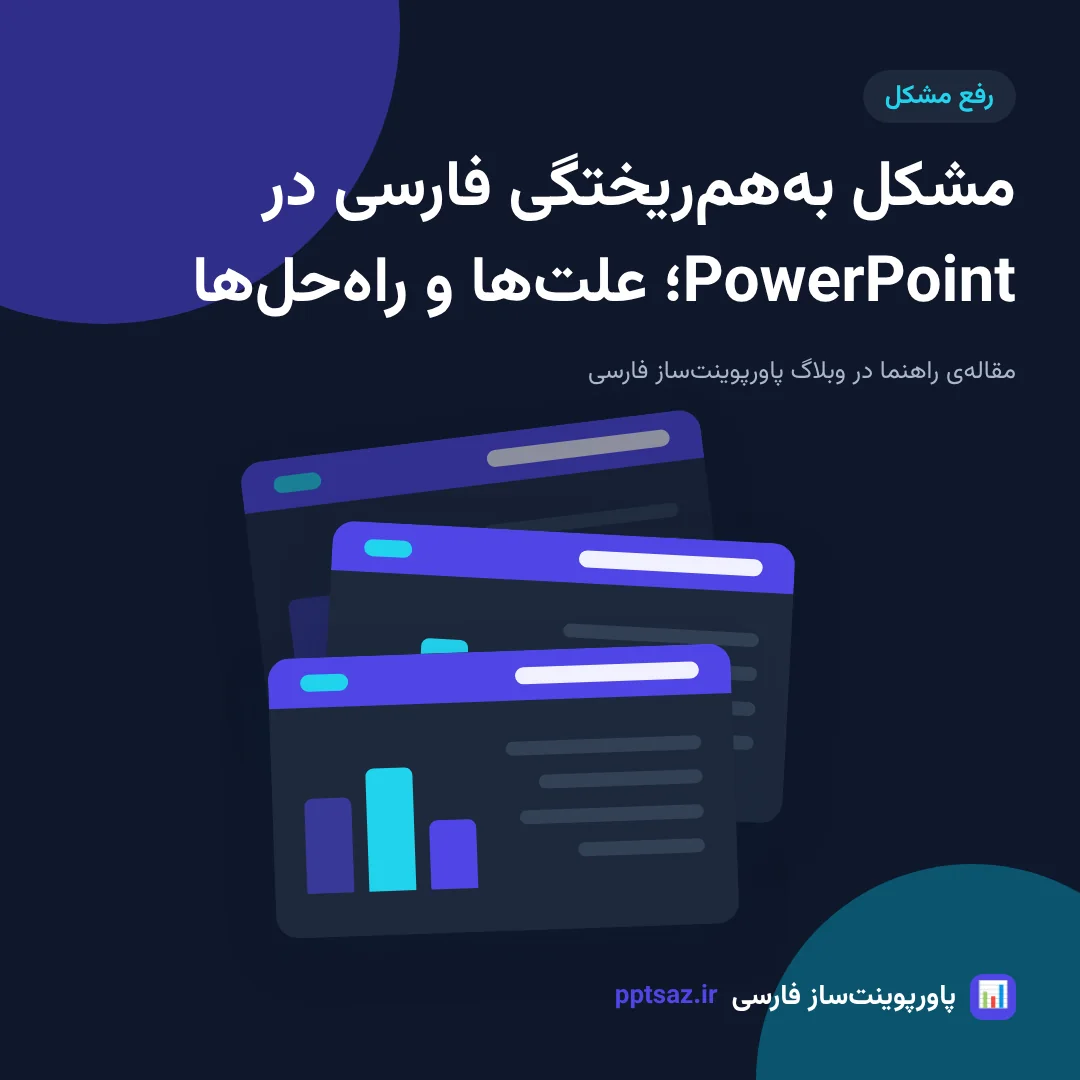 رفع مشکل
مشکل به‌هم‌ریختگی فارسی در
PowerPoint؛ علت‌ها و راه‌حل‌ها
مقاله‌ی راهنما در وبلاگ پاورپوینت‌ساز فارسی
پاورپوینت‌ساز فارسی pptsaz.ir